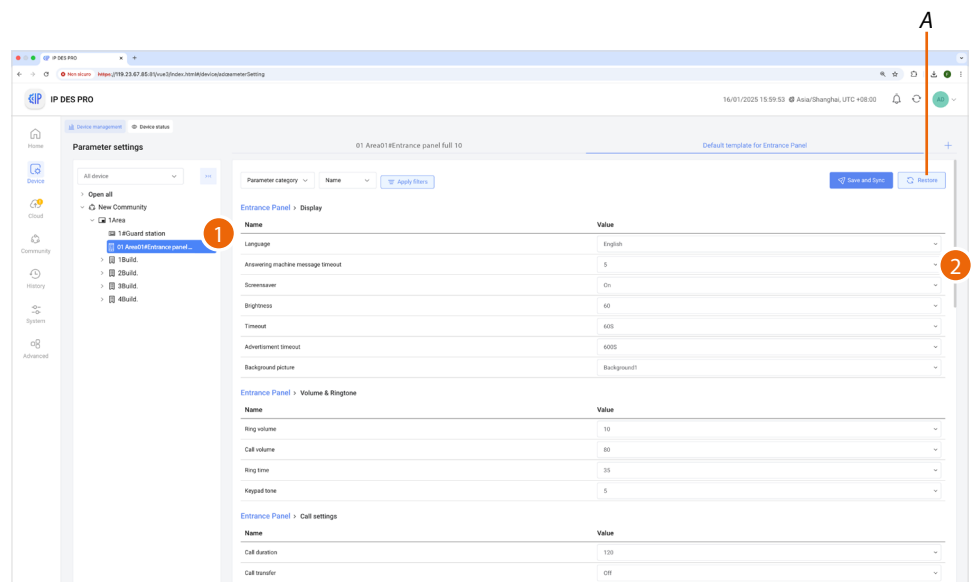 A
IP DES PRO
Non sicuro https://119.23.67.85:01/vue3/index.html#/device/
IP DES PRO
16/01/2025 15:59:53 Asia/Shanghai, UTC +08:00
AD
Device management Device status
Home
Parameter settings
01 Area01#Entrance panel full 10 Default template for Entrance Panel +
Device
All device
Parameter category Name Apply filters Save and Sync Restore
Open all
New Community
Cloud
1Area
1#Guard station
01 Area01#Entrance panel...
1
1Build.
2Build.
3Build.
4Build.
Community
History
System
Advanced
Entrance Panel > Display
Name Value
Language English
Answering machine message timeout 5
2
Screensaver On
Brightness 60
Timeout 60S
Advertisment timeout 600S
Background picture Background1
Entrance Panel > Volume & Ringtone
Name Value
Ring volume 10
Call volume 80
Ring time 35
Keypad tone 5
Entrance Panel > Call settings
Name Value
Call duration 120
Call transfer Off